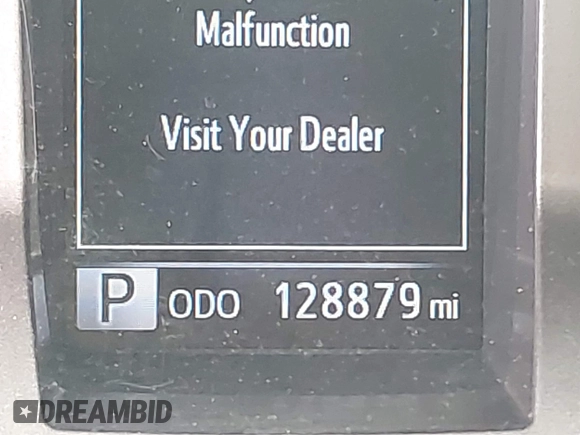 Malfunction
Visit Your Dealer
P ODO 128879 mi
DREAMBID